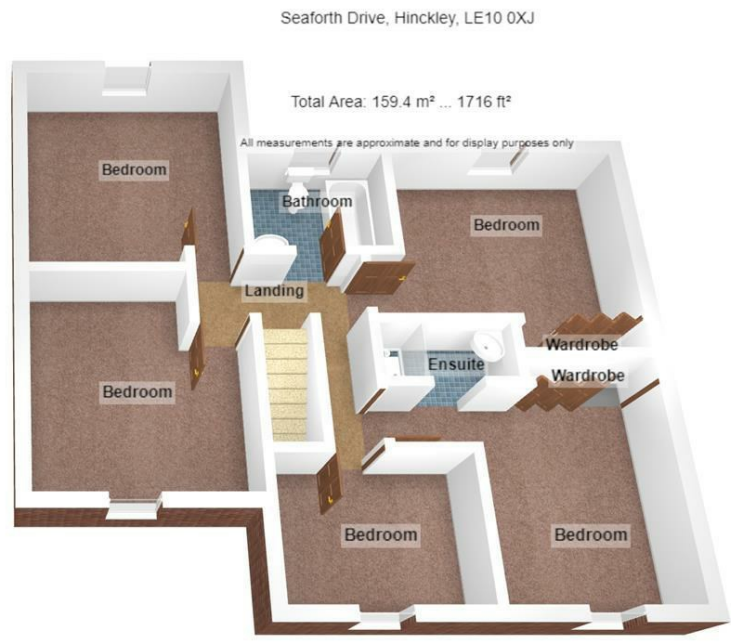 Seaforth Drive, Hinckley, LE10 0XJ
Total Area: 159.4 m² ... 1716 ft²
All measurements are approximate and for display purposes only
Bedroom
Bathroom
Bedroom
Landing
Wardrobe
Ensuite
Wardrobe
Bedroom
Bedroom
Bedroom